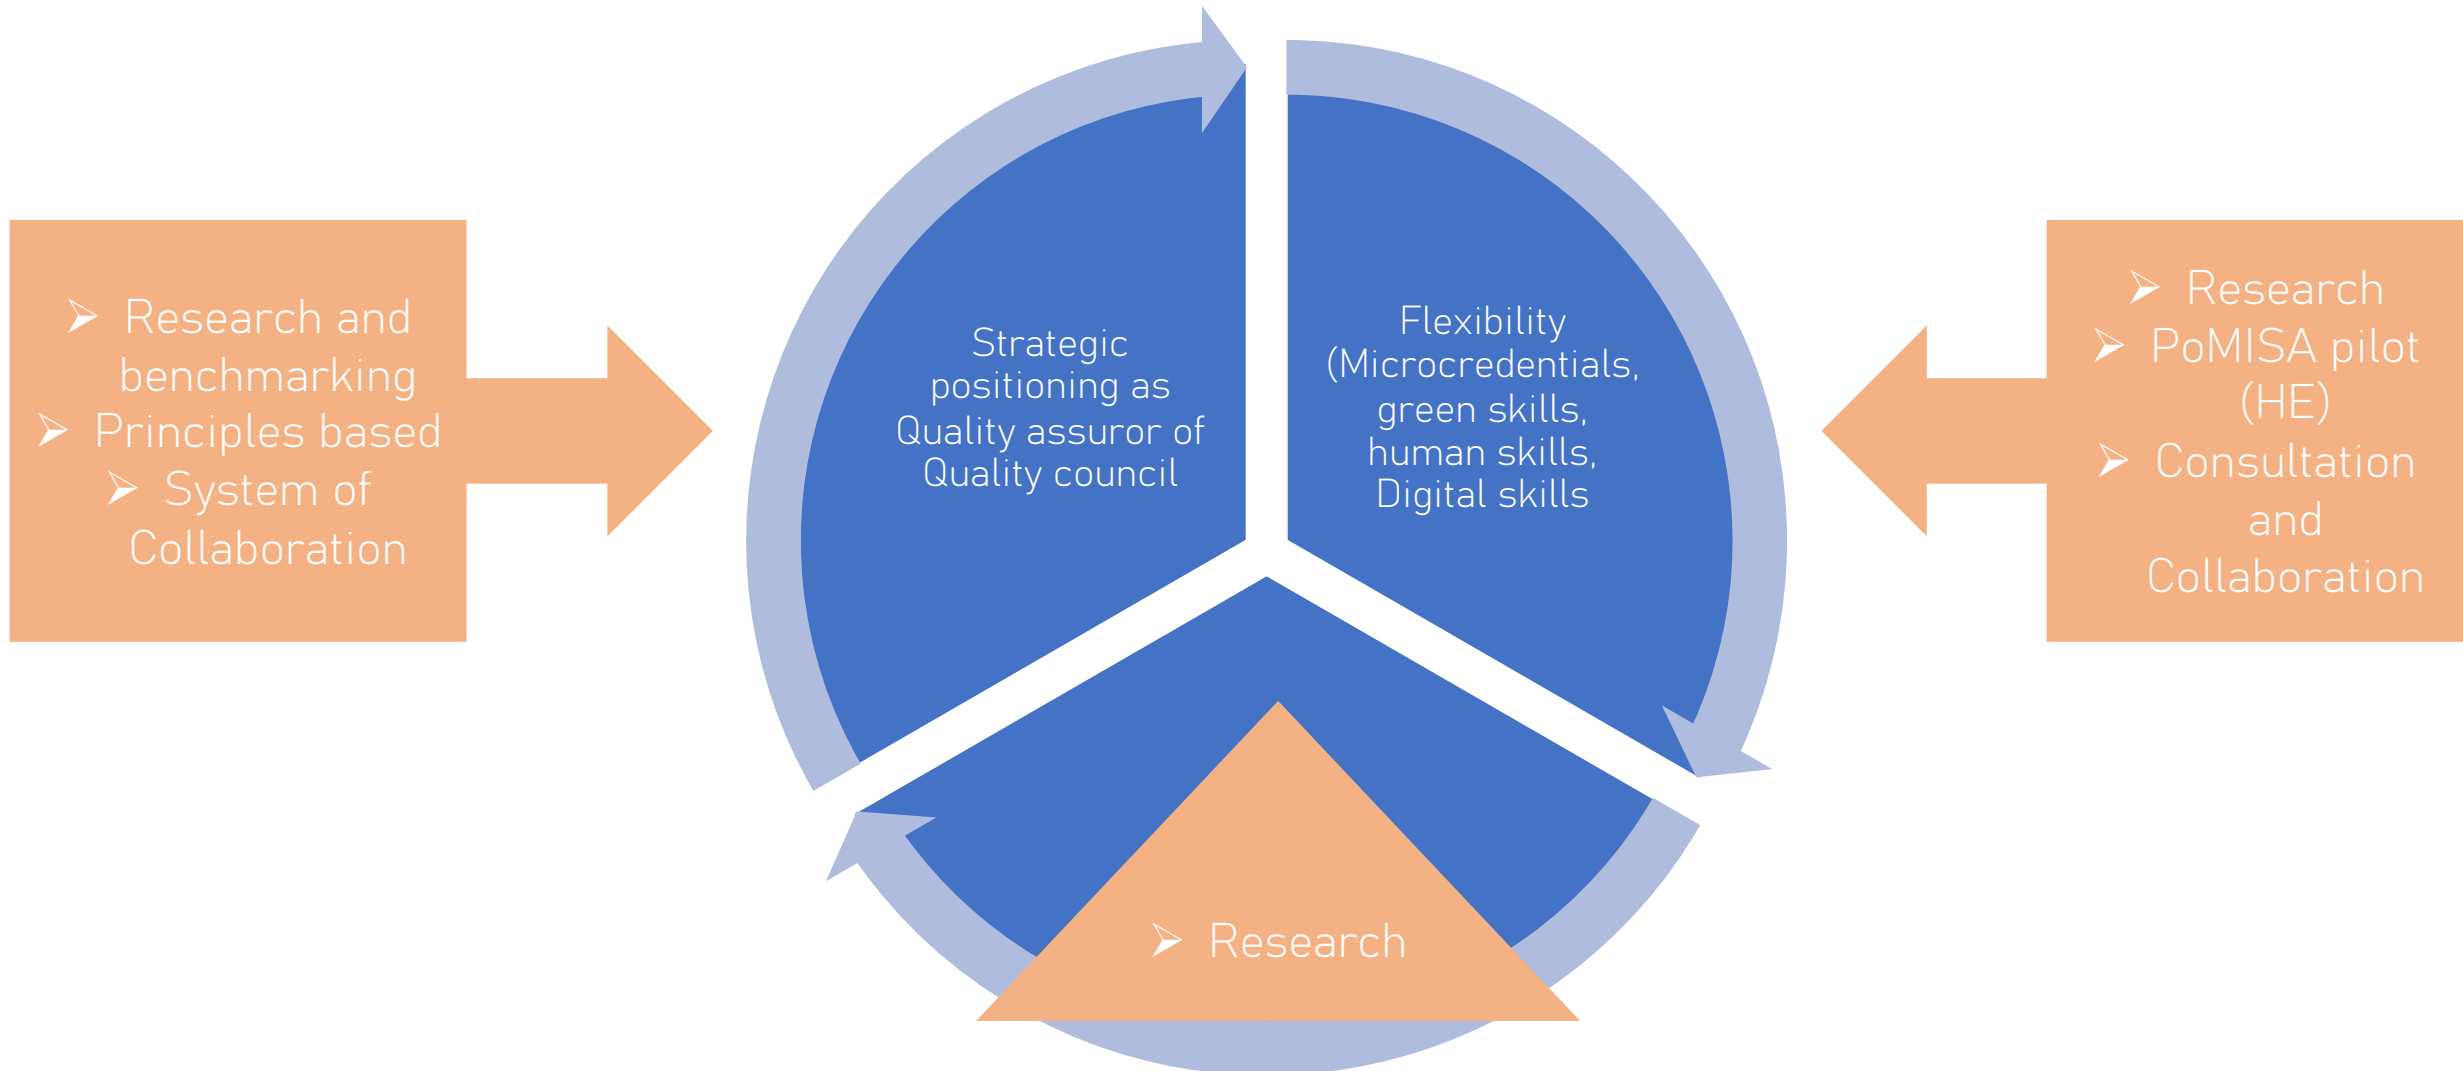 ➢ Research and
benchmarking
➢ Principles based
➢ System of
Collaboration
Strategic
positioning as
Quality assuror of
Quality council
Flexibility
(Microcredentials,
green skills,
human skills,
Digital skills
➢ Research
➢ PoMISA pilot
(HE)
➢ Consultation
and
Collaboration
➢ Research